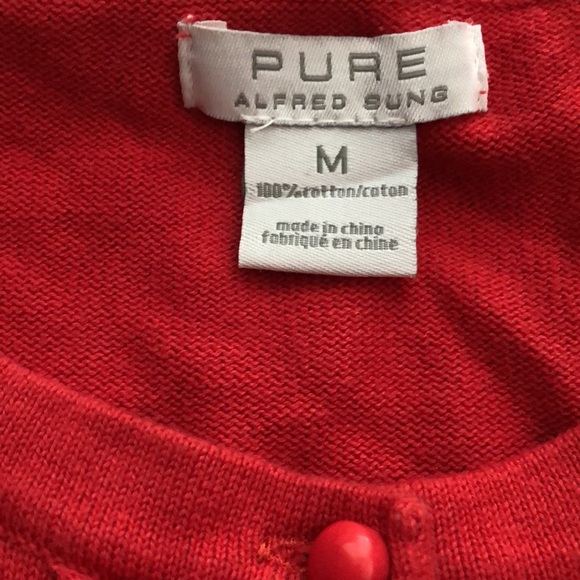 PURE
ALFRED SUNG
M
100% cotton/coton
made in china
fabriqué en chine